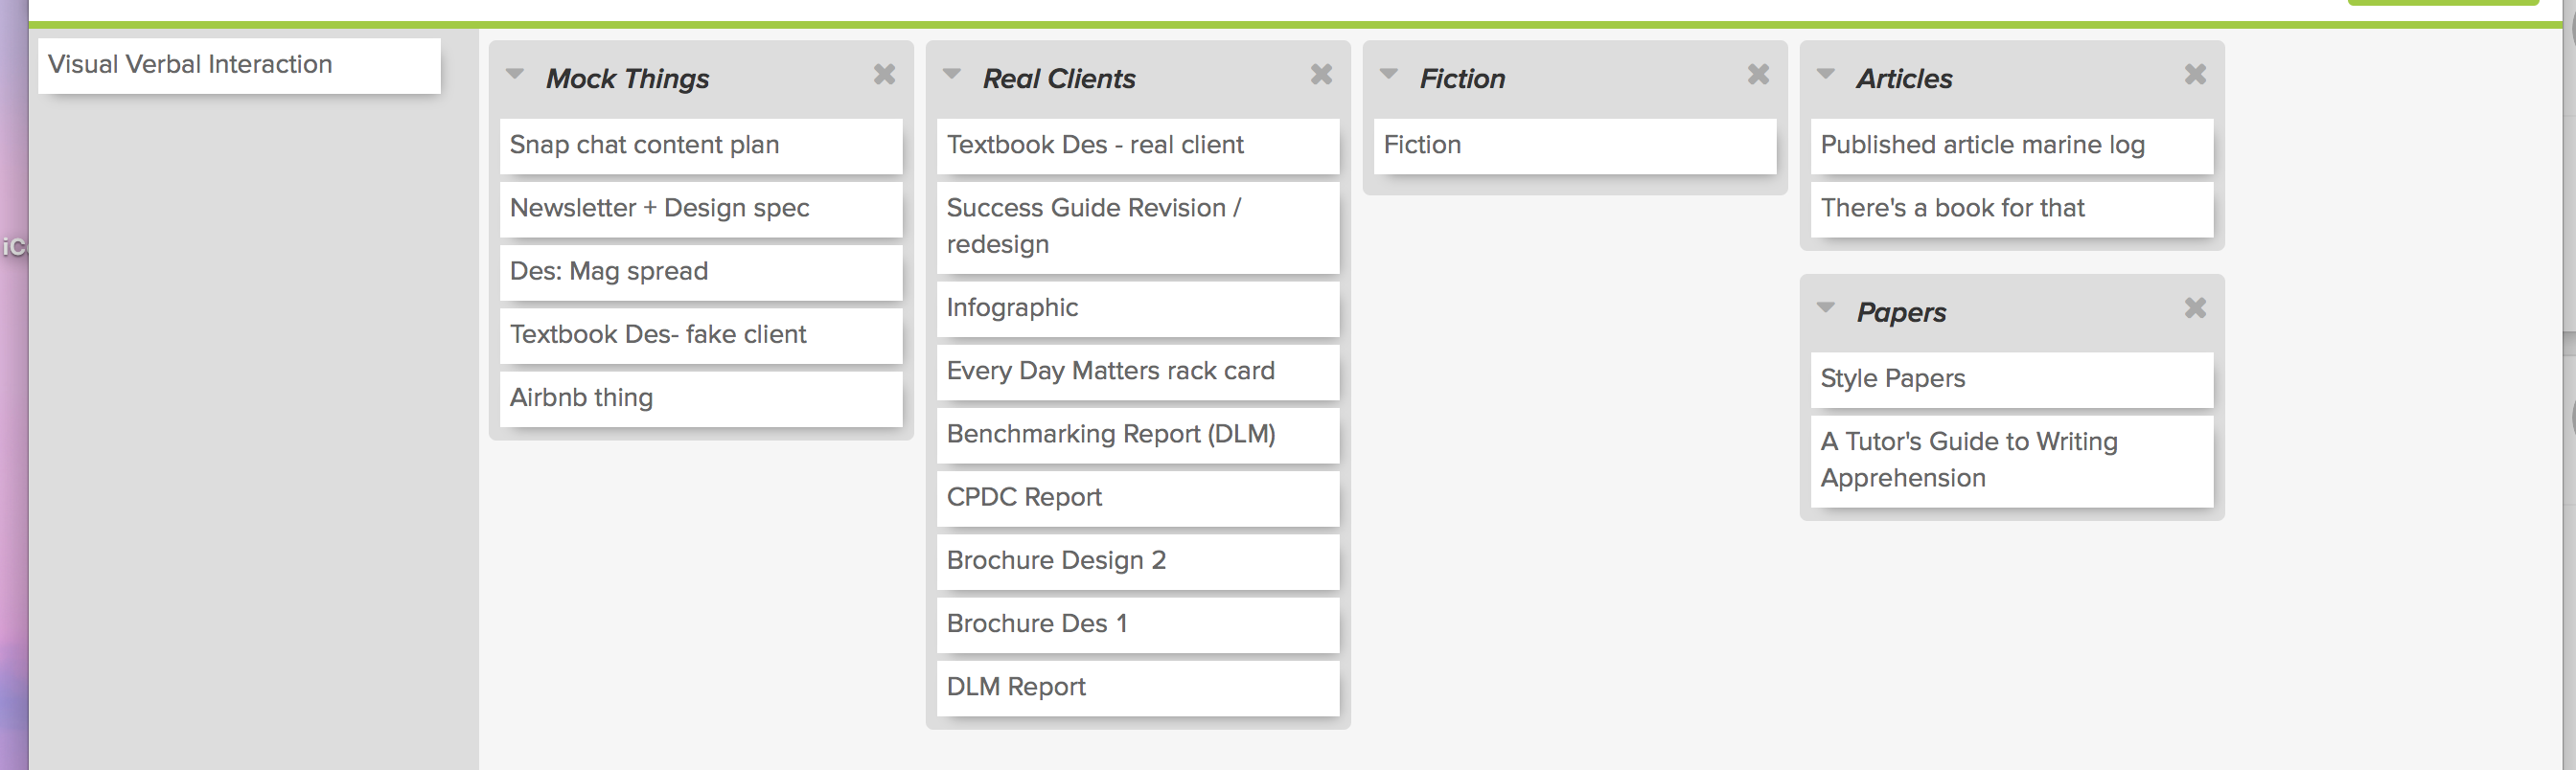 Visual Verbal Interaction
Mock Things
Snap chat content plan
Newsletter + Design spec
Des: Mag spread
Textbook Des- fake client
Airbnb thing
Real Clients
Textbook Des - real client
Success Guide Revision /
redesign
Infographic
Every Day Matters rack card
Benchmarking Report (DLM)
CPDC Report
Brochure Design 2
Brochure Des 1
DLM Report
Fiction
Fiction
Articles
Published article marine log
There's a book for that
Papers
Style Papers
A Tutor's Guide to Writing
Apprehension